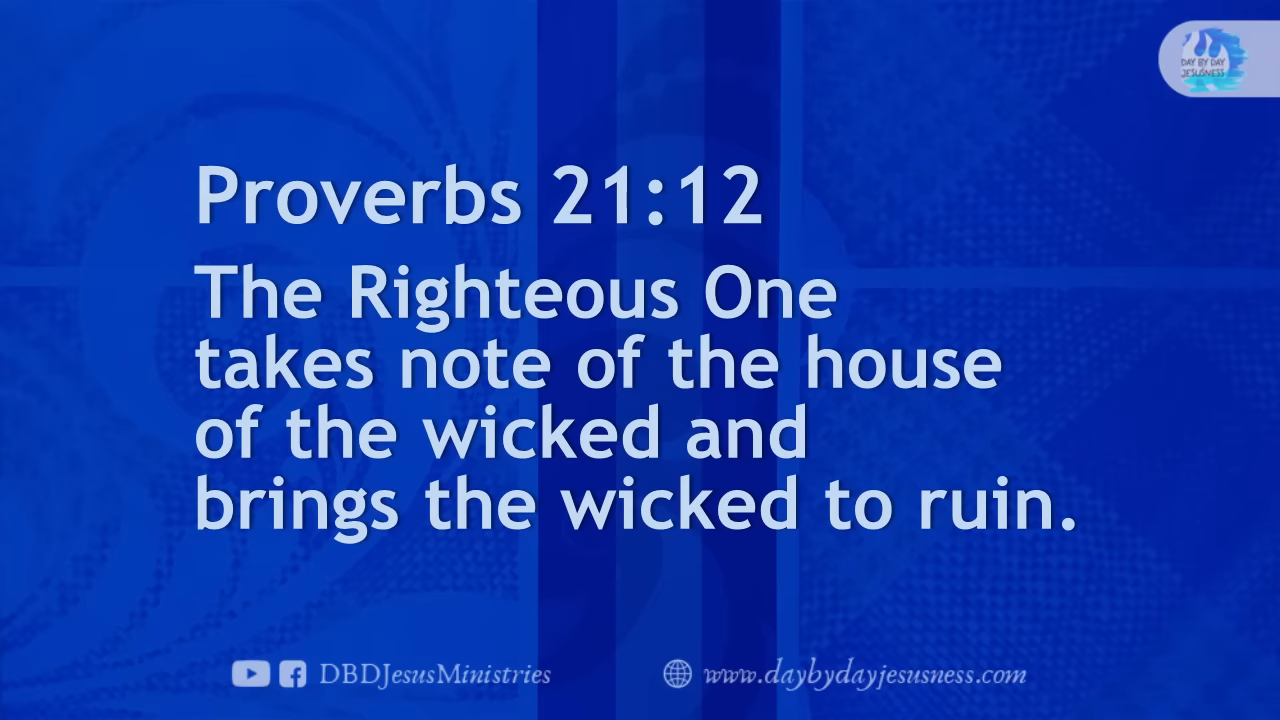 DAY BY DAY
JESUSNESS
Proverbs 21:12
The Righteous One
takes note of the house
of the wicked and
brings the wicked to ruin.
DBDJesusMinistries
www.daybydayjesusness.com